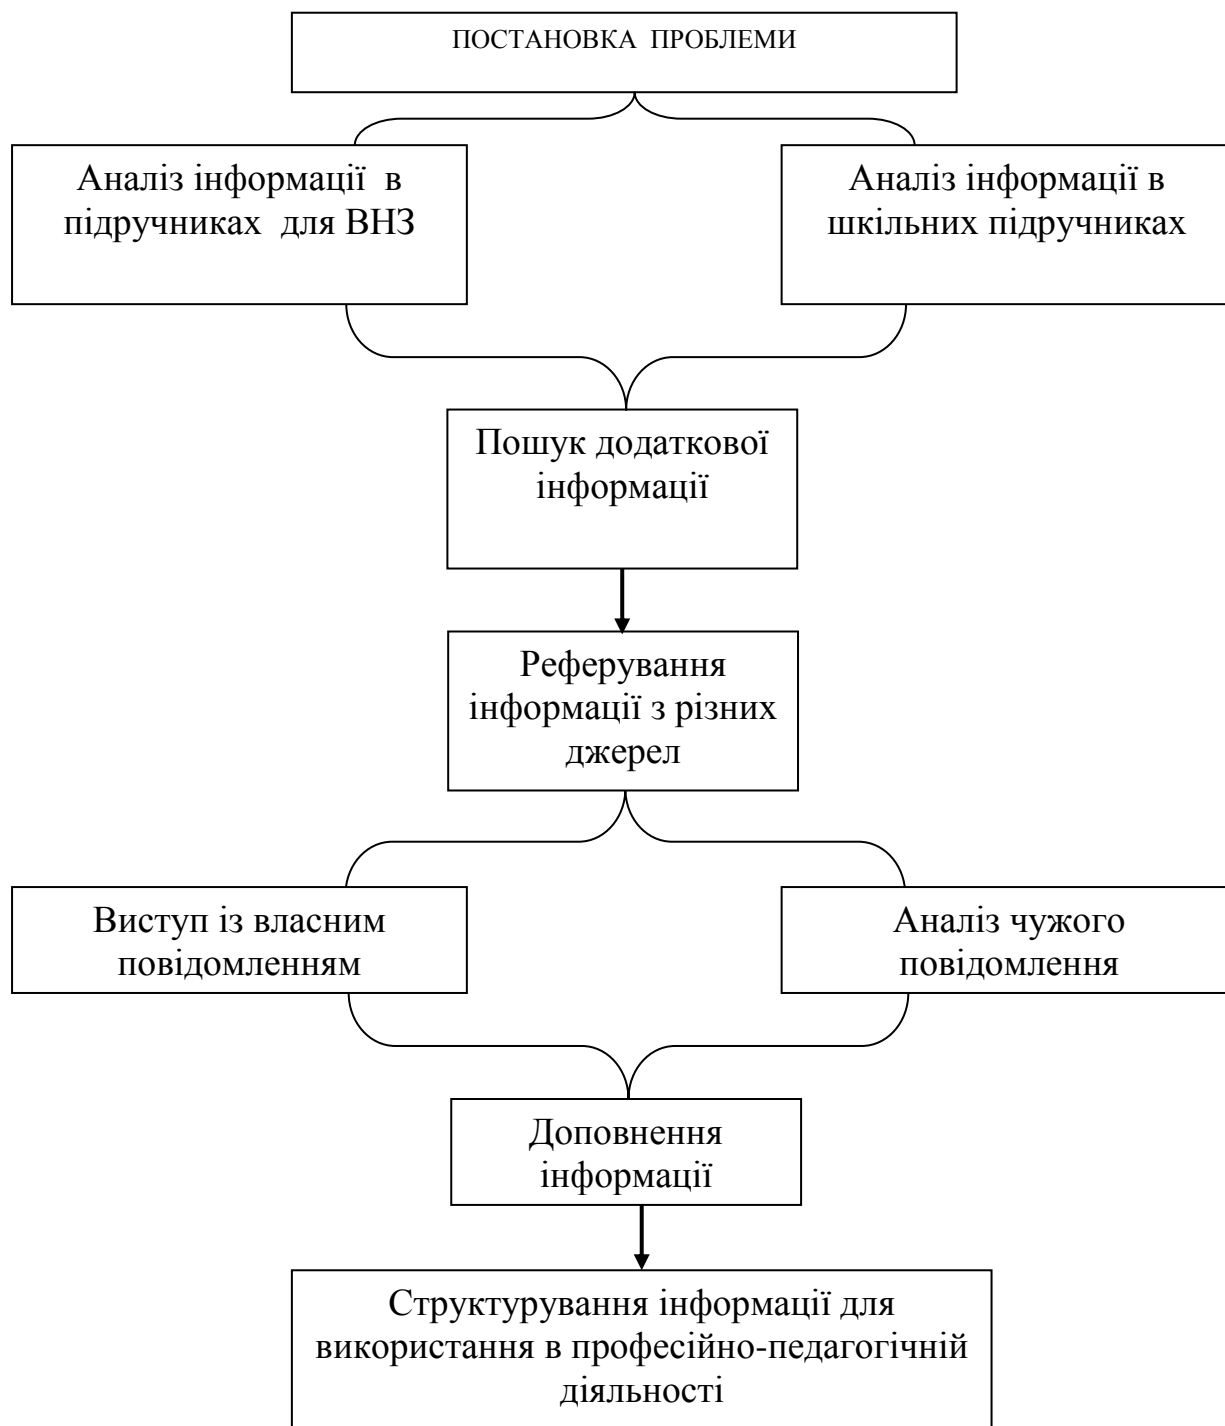 ПОСТАНОВКА ПРОБЛЕМИ
Аналіз інформації в
підручниках для ВНЗ
Аналіз інформації в
шкільних підручниках
Пошук додаткової
інформації
Реферування
інформації з різних
джерел
Виступ із власним
повідомленням
Аналіз чужого
повідомлення
Доповнення
інформації
Структурування інформації для
використання в професійно-педагогічній
діяльності